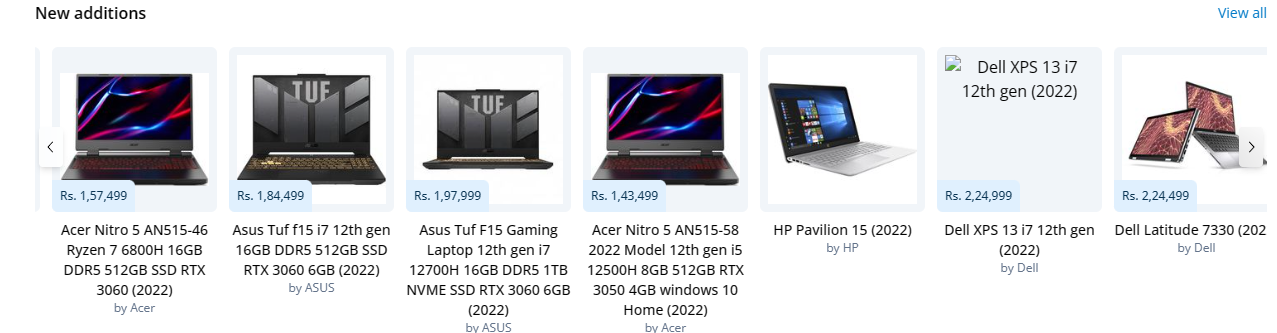 New additions
View all
TUF
TUF
Dell XPS 13 i7
12th gen (2022)
Rs. 1,57,499
Rs. 1,84,499
Rs. 1,97,999
Rs. 1,43,499
Rs. 2,24,999
Rs. 2,24,499
Acer Nitro 5 AN515-46
Ryzen 7 6800H 16GB
DDR5 512GB SSD RTX
3060 (2022)
by Acer
Asus Tuf f15 i7 12th gen
16GB DDR5 512GB SSD
RTX 3060 6GB (2022)
by ASUS
Asus Tuf F15 Gaming
Laptop 12th gen i7
12700H 16GB DDR5 1TB
NVME SSD RTX 3060 6GB
(2022)
by ASUS
Acer Nitro 5 AN515-58
2022 Model 12th gen i5
12500H 8GB 512GB RTX
3050 4GB windows 10
Home (2022)
by Acer
HP Pavilion 15 (2022)
by HP
Dell XPS 13 i7 12th gen
(2022)
by Dell
Dell Latitude 7330 (202
by Dell